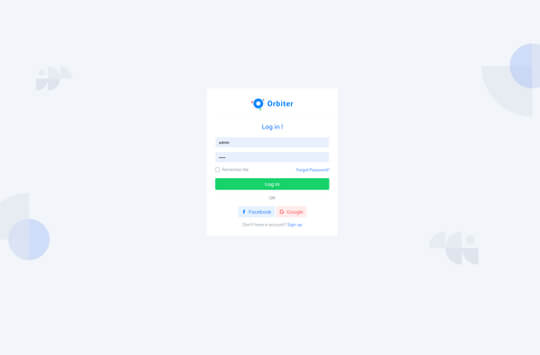 Orbiter
Log in !
admin
•••••
Remember Me
Forgot Password?
Log in
OR
Facebook
Google
Don't have a account? Sign up